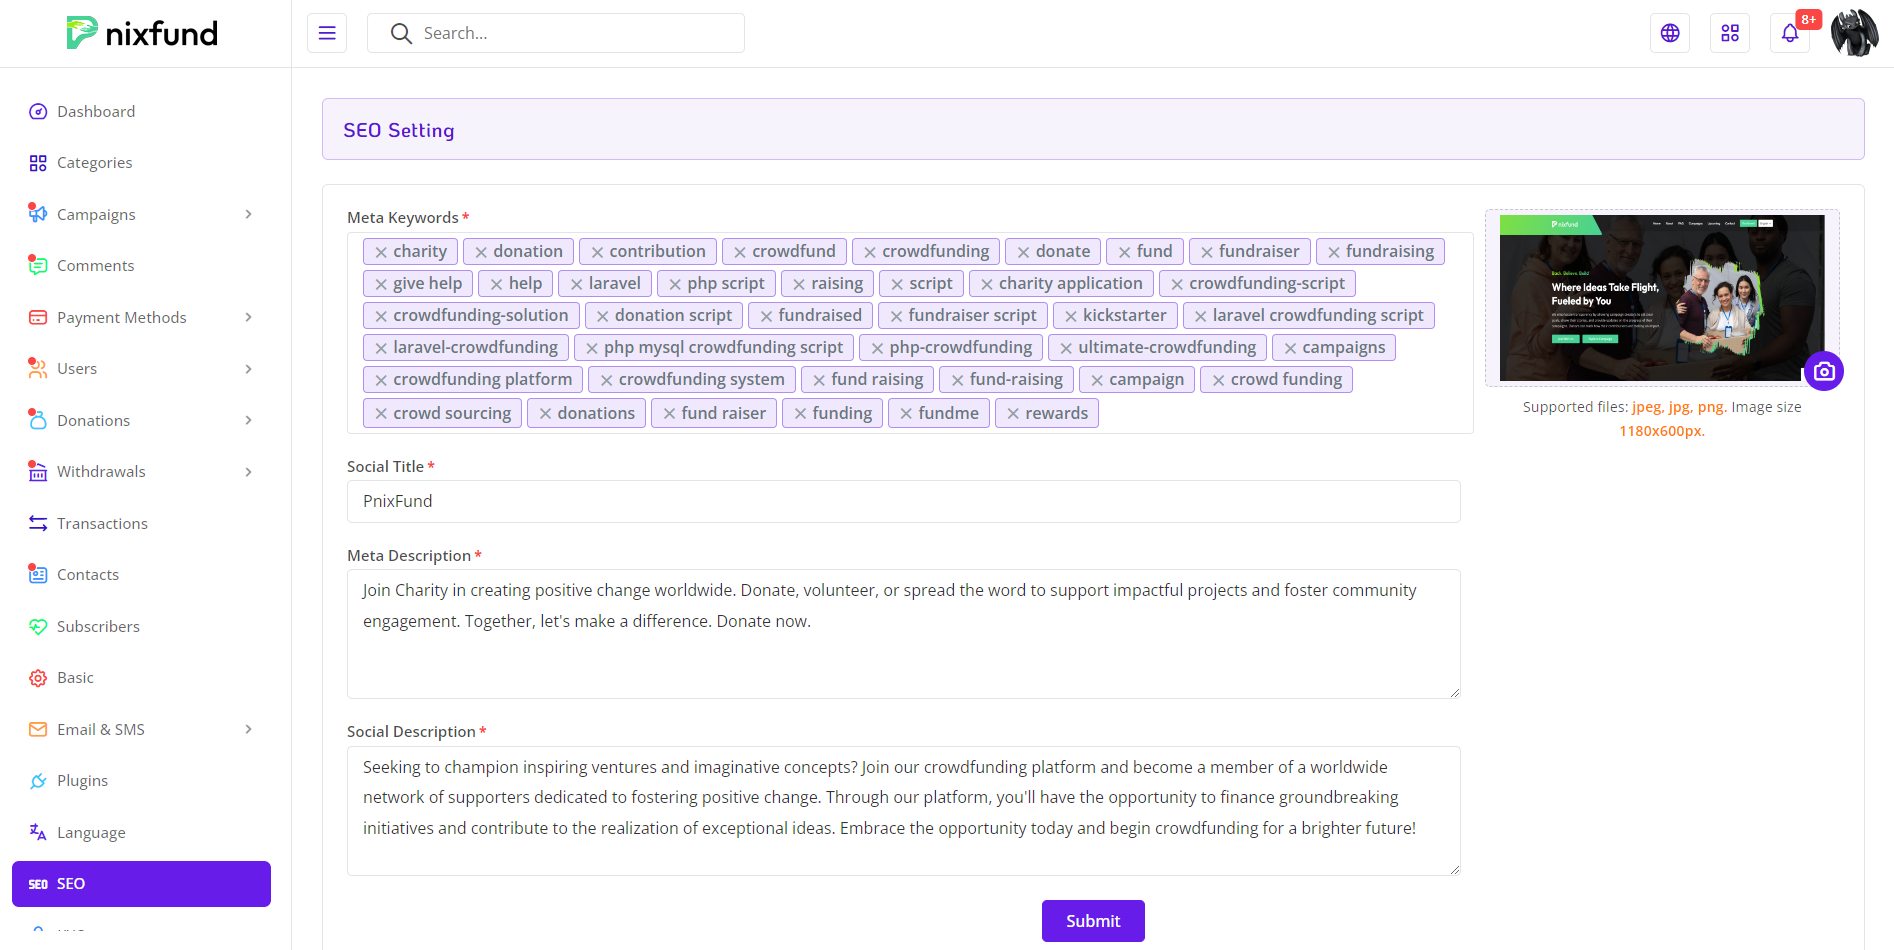 nixfund
Search...
8+
Dashboard
Categories
Campaigns
Comments
Payment Methods
Users
Donations
Withdrawals
Transactions
Contacts
Subscribers
Basic
Email & SMS
Plugins
Language
SEO SEO
SEO Setting
Meta Keywords *
charity donation contribution crowdfund crowdfunding donate fund fundraiser fundraising
give help help laravel php script raising script charity application crowdfunding-script
crowdfunding-solution donation script fundraised fundraiser script kickstarter laravel crowdfunding script
laravel-crowdfunding php mysql crowdfunding script php-crowdfunding ultimate-crowdfunding campaigns
crowdfunding platform crowdfunding system fund raising fund-raising campaign crowd funding
crowd sourcing donations fund raiser funding fundme rewards
nixfund
Back. Believe. Build
Where Ideas Take Flight,
Fueled by You
Supported files: jpeg, jpg, png. Image size
1180x600px.
Social Title *
PnixFund
Meta Description *
Join Charity in creating positive change worldwide. Donate, volunteer, or spread the word to support impactful projects and foster community
engagement. Together, let's make a difference. Donate now.
Social Description *
Seeking to champion inspiring ventures and imaginative concepts? Join our crowdfunding platform and become a member of a worldwide
network of supporters dedicated to fostering positive change. Through our platform, you'll have the opportunity to finance groundbreaking
initiatives and contribute to the realization of exceptional ideas. Embrace the opportunity today and begin crowdfunding for a brighter future!
Submit